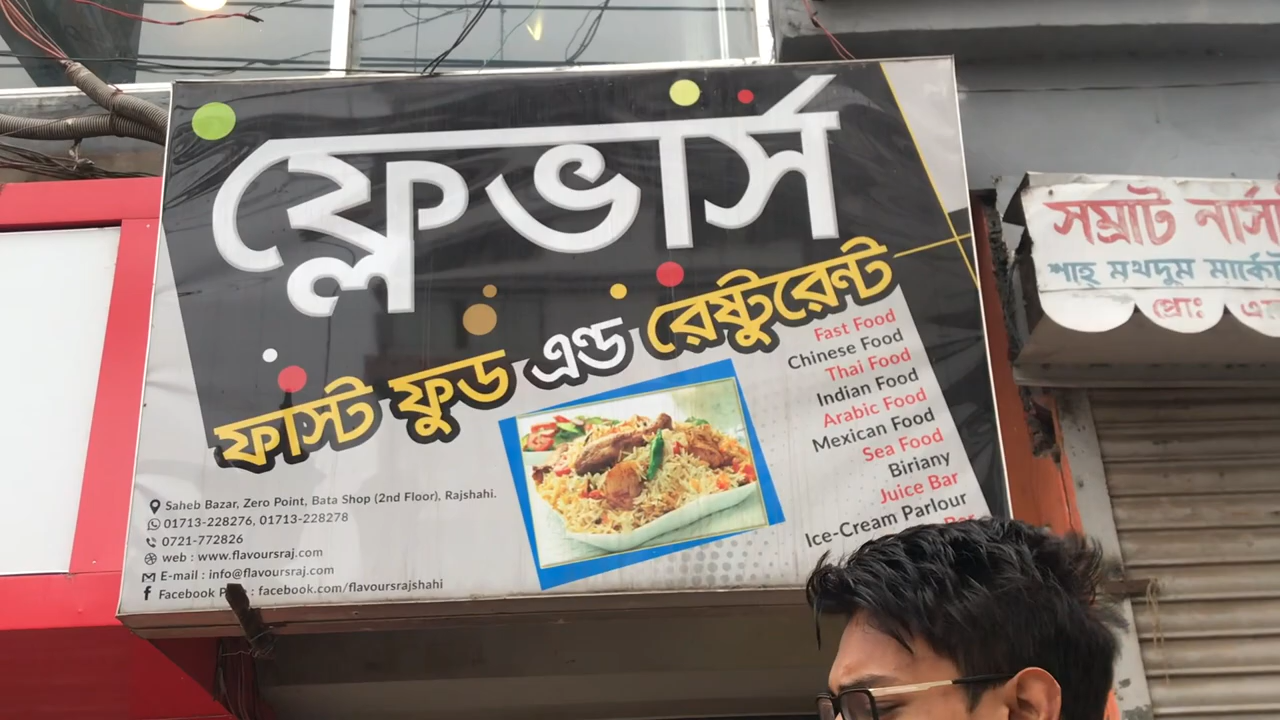 ফ্লেভার্স
ফাস্ট ফুড এন্ড রেষ্টুরেন্ট
Fast Food
Chinese Food
Thai Food
Indian Food
Arabic Food
Mexican Food
Sea Food
Biriany
Juice Bar
Ice-Cream Parlour
Bar
Saheb Bazar, Zero Point, Bata Shop (2nd Floor), Rajshahi.
01713-228276, 01713-228278
0721-772826
web : www.flavoursraj.com
E-mail : info@flavoursraj.com
Facebook : facebook.com/flavoursrajshahi
সম্রাট
শাহ্ মখদুম
প্রোঃ